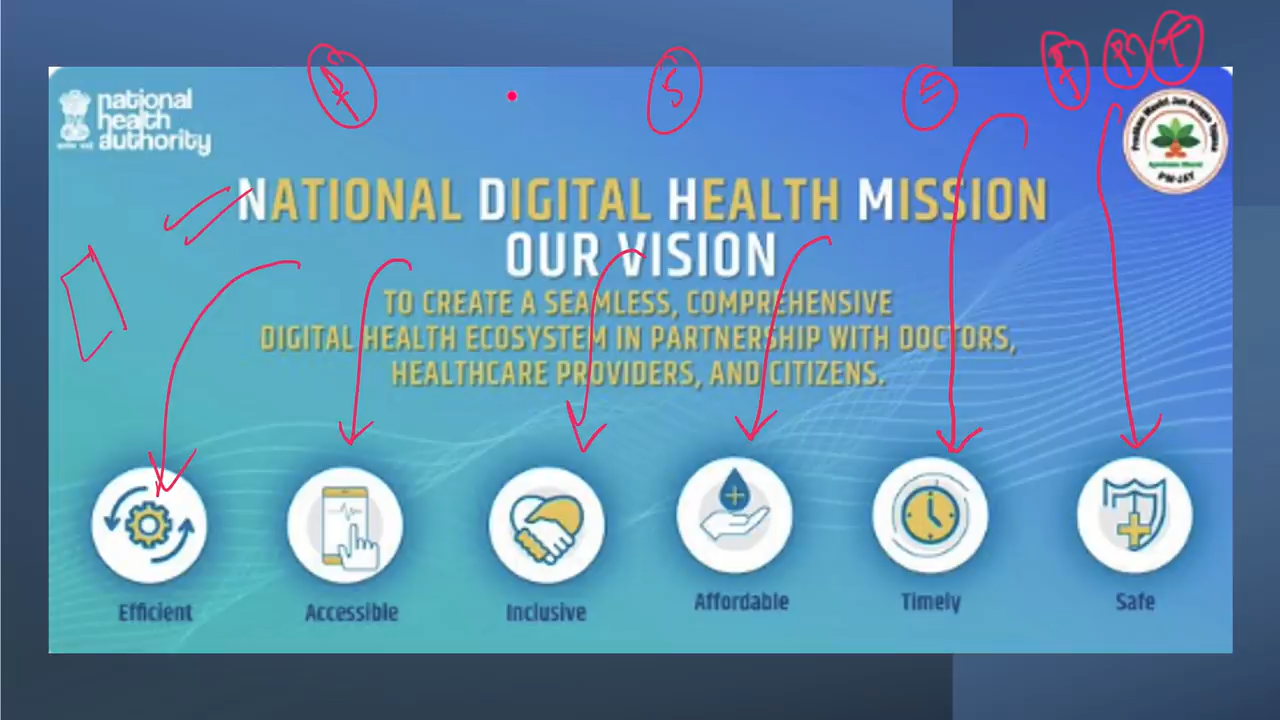 national
health
authority
NATIONAL DIGITAL HEALTH MISSION
OUR VISION
TO CREATE A SEAMLESS, COMPREHENSIVE
DIGITAL HEALTH ECOSYSTEM IN PARTNERSHIP WITH DOCTORS,
HEALTHCARE PROVIDERS, AND CITIZENS.
PM-JAY
Efficient
Accessible
Inclusive
Affordable
Timely
Safe